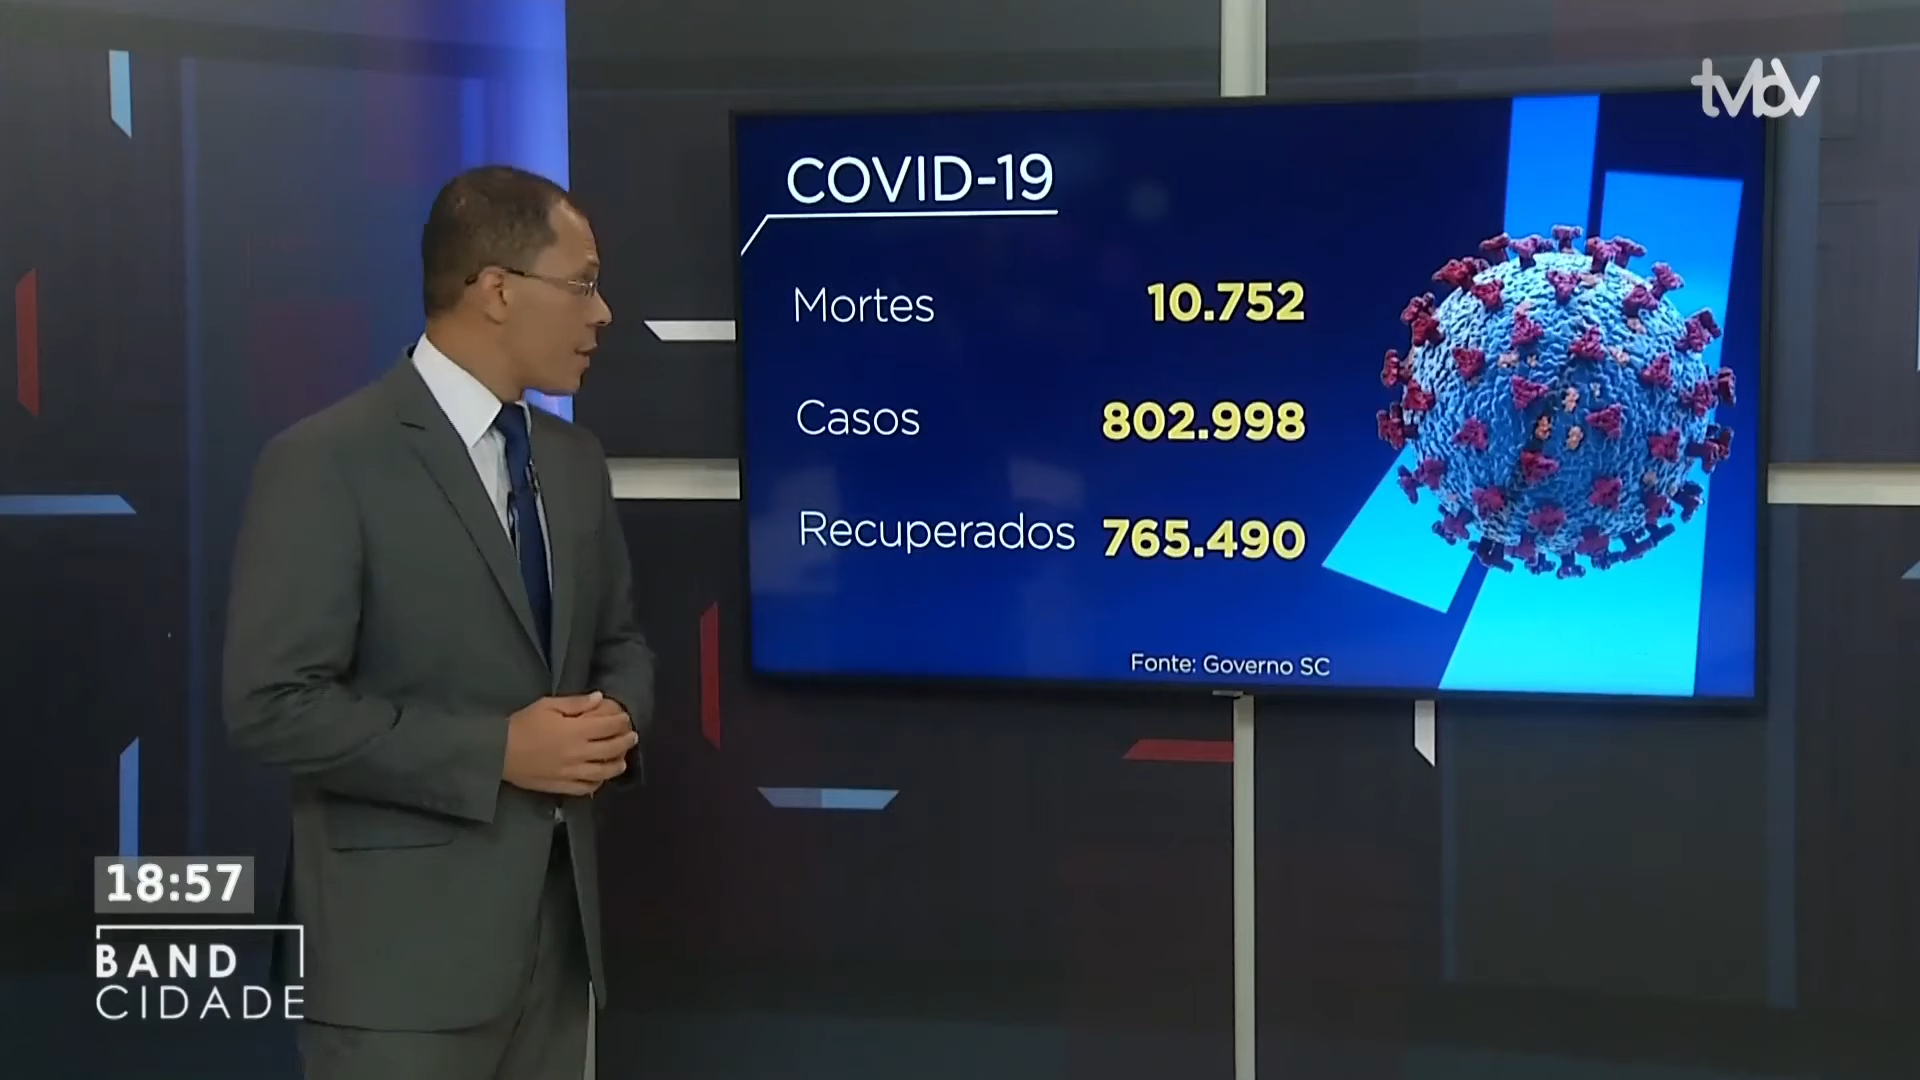 tvbv
COVID-19
Mortes 10.752
Casos 802.998
Recuperados 765.490
Fonte: Governo SC
18:57
BAND
CIDADE